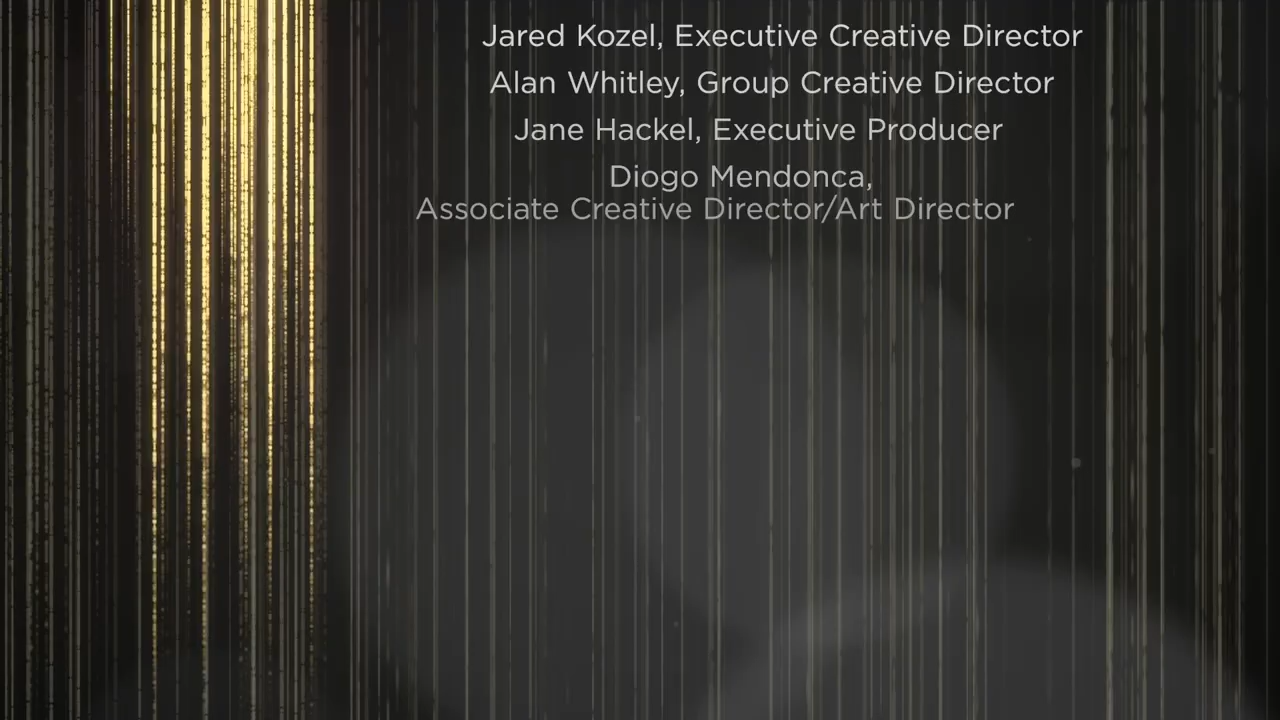 Jared Kozel, Executive Creative Director
Alan Whitley, Group Creative Director
Jane Hackel, Executive Producer
Diogo Mendonca,
Associate Creative Director/Art Director